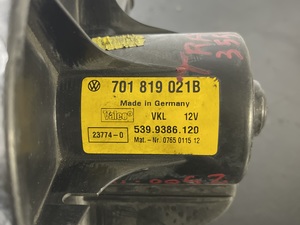 701 819 021B
Made in Germany
Valeo VKL 12V
23774-0 539.9386.120
Mat.-Nr. 0765 0115 12